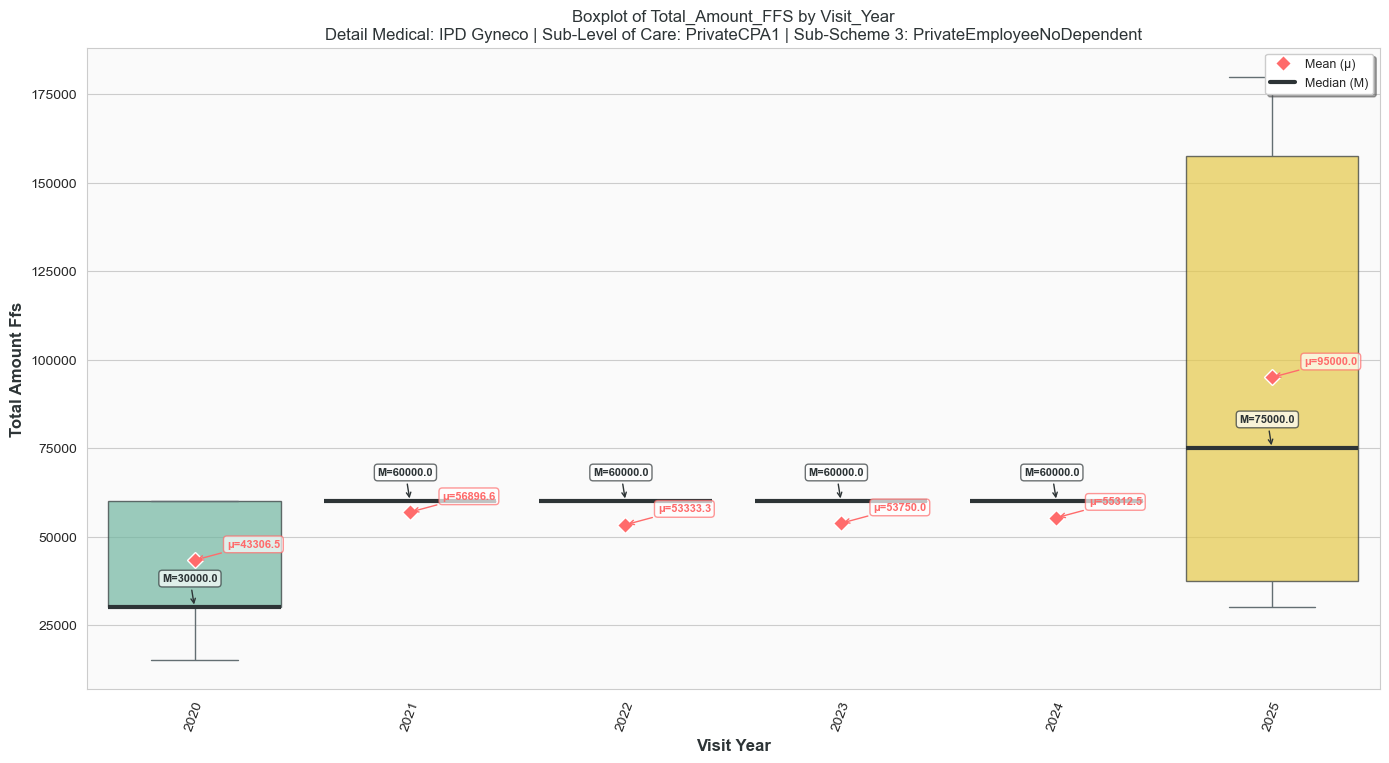 Boxplot of Total_Amount_FFS by Visit_Year
Detail Medical: IPD Gyneco | Sub-Level of Care: PrivateCPA1 | Sub-Scheme 3: PrivateEmployeeNoDependent
Mean (μ)
Median (M)
175000
150000
125000
100000
75000
50000
25000
Total Amount Ffs
μ=43306.5
M=30000.0
M=60000.0
μ=56896.6
M=60000.0
μ=53333.3
M=60000.0
μ=53750.0
M=60000.0
μ=55312.5
μ=95000.0
M=75000.0
2020
2021
2022
2023
2024
2025
Visit Year